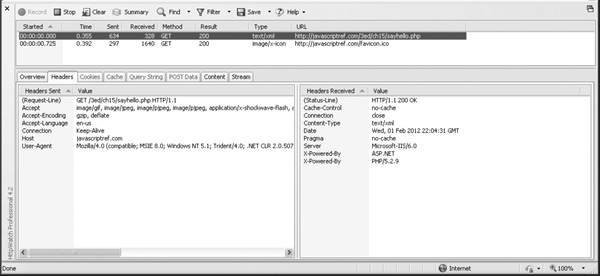 Record Stop Clear Summary Find Filter Save Help
Started Time Sent Received Method Result Type URL
00:00:00.000 0.355 634 328 GET 200 text/xml http://javascriptref.com/3ed/ch15/sayhello.php
00:00:00.725 0.392 297 1640 GET 200 image/x-icon http://javascriptref.com/favicon.ico
Overview Headers Cookies Cache Query String POST Data Content Stream
Headers Sent Value
(Request-Line) GET /3ed/ch15/sayhello.php HTTP/1.1
Accept image/gif, image/jpeg, image/pjpeg, image/pjpeg, application/x-shockwave-flash,
Accept-Encoding gzip, deflate
Accept-Language en-us
Connection Keep-Alive
Host javascriptref.com
User-Agent Mozilla/4.0 (compatible; MSIE 8.0; Windows NT 5.1; Trident/4.0; .NET CLR 2.0.507
Headers Received Value
(Status-Line) HTTP/1.1 200 OK
Cache-Control no-cache
Connection close
Content-Type text/xml
Date Wed, 01 Feb 2012 22:04:31 GMT
Pragma no-cache
Server Microsoft-IIS/6.0
X-Powered-By ASP.NET
X-Powered-By PHP/5.2.9
HttpWatch Professional 4.2
Done Internet 100%